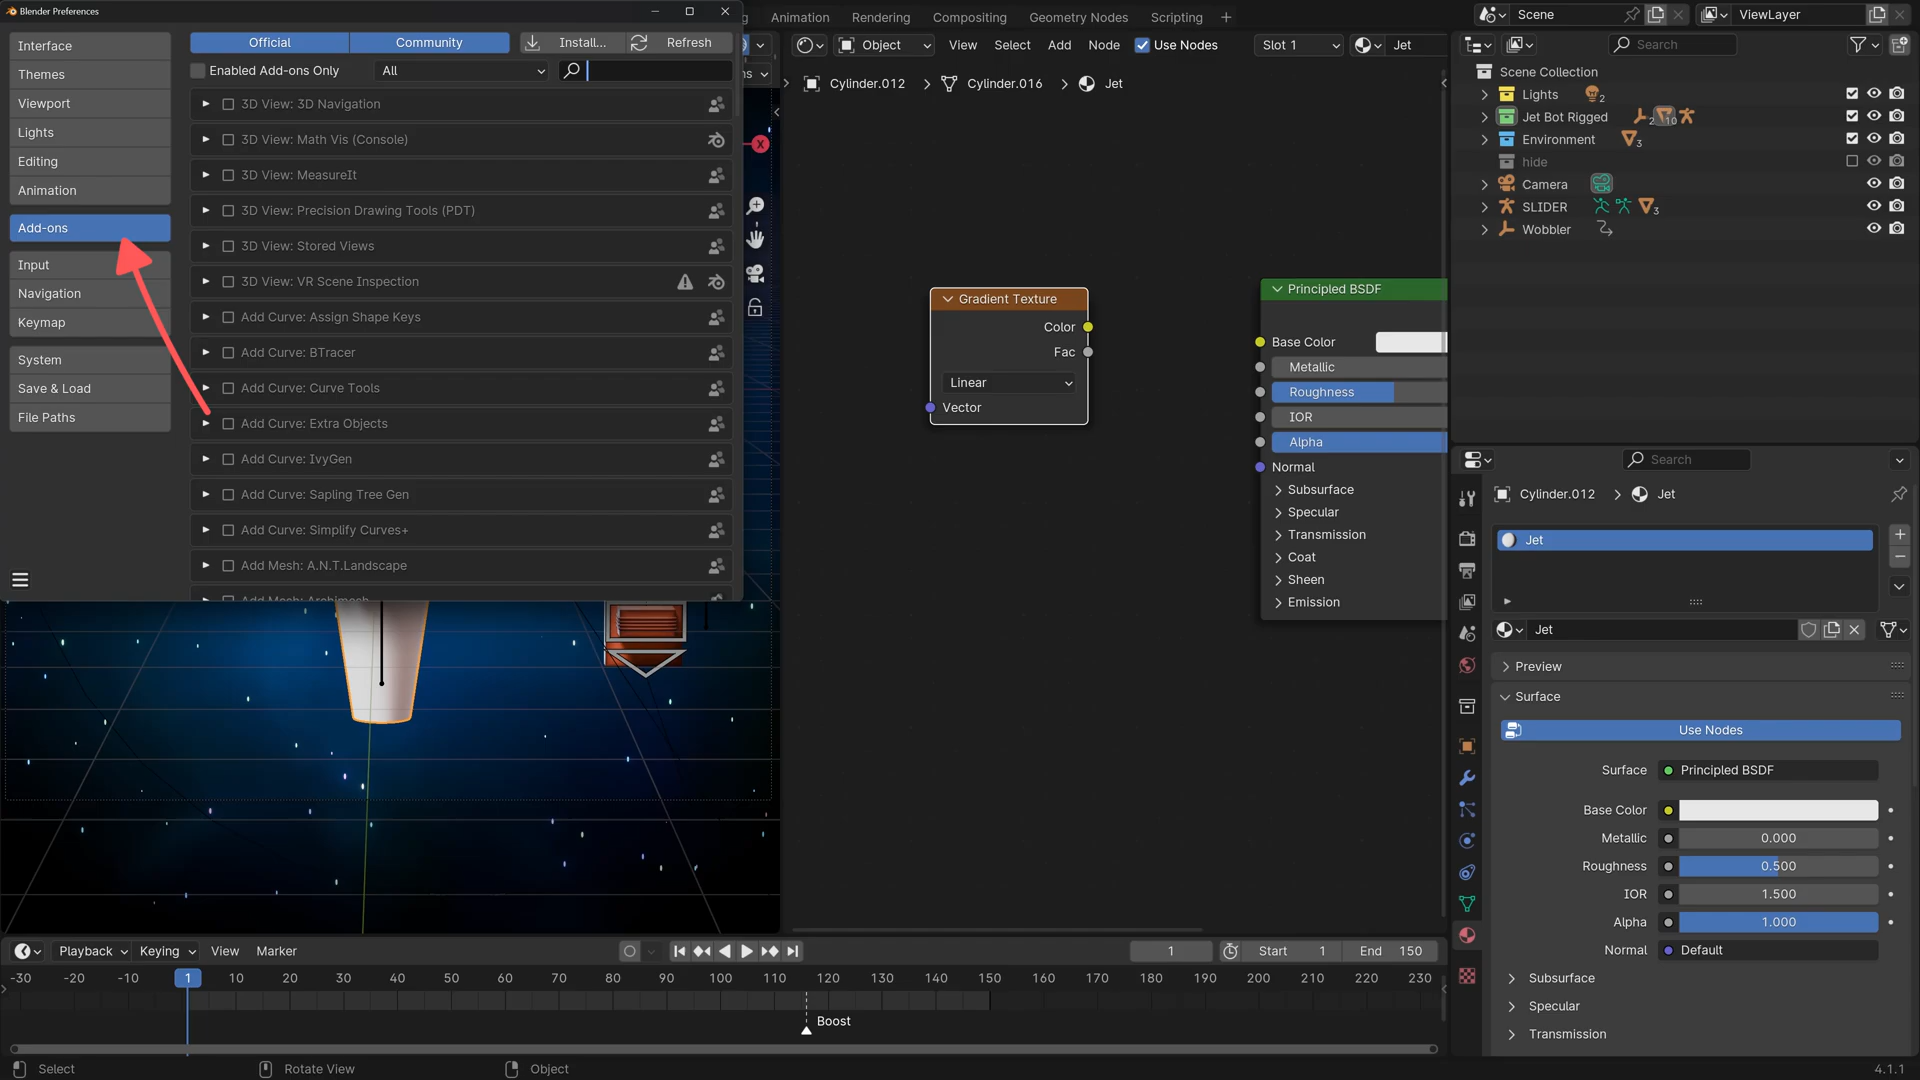 Blender Preferences
Interface
Themes
Viewport
Lights
Editing
Animation
Add-ons
Input
Navigation
Keymap
System
Save & Load
File Paths
Official
Community
Install...
Refresh
Enabled Add-ons Only
All
3D View: 3D Navigation
3D View: Math Vis (Console)
3D View: MeasureIt
3D View: Precision Drawing Tools (PDT)
3D View: Stored Views
3D View: VR Scene Inspection
Add Curve: Assign Shape Keys
Add Curve: BTracer
Add Curve: Curve Tools
Add Curve: Extra Objects
Add Curve: IvyGen
Add Curve: Sapling Tree Gen
Add Curve: Simplify Curves+
Add Mesh: A.N.T.Landscape
Add Mesh: Archimesh
X
Animation
Rendering
Compositing
Geometry Nodes
Scripting
+
Object
View
Select
Add
Node
Use Nodes
Slot 1
Jet
Cylinder.012
Cylinder.016
Jet
Gradient Texture
Color
Fac
Linear
Vector
Principled BSDF
Base Color
Metallic
Roughness
IOR
Alpha
Normal
Subsurface
Specular
Transmission
Coat
Sheen
Emission
Scene
ViewLayer
Search
Scene Collection
Lights 2
Jet Bot Rigged 2 10
Environment 3
hide
Camera
SLIDER 3
Wobbler
Search
Cylinder.012
Jet
Jet
Jet
Preview
Surface
Use Nodes
Surface Principled BSDF
Base Color
Metallic 0.000
Roughness 0.500
IOR 1.500
Alpha 1.000
Normal Default
Subsurface
Specular
Transmission
Playback
Keying
View
Marker
1
Start 1
End 150
-30 -20 -10 1 10 20 30 40 50 60 70 80 90 100 110 120 130 140 150 160 170 180 190 200 210 220 230
Boost
Select
Rotate View
Object
4.1.1